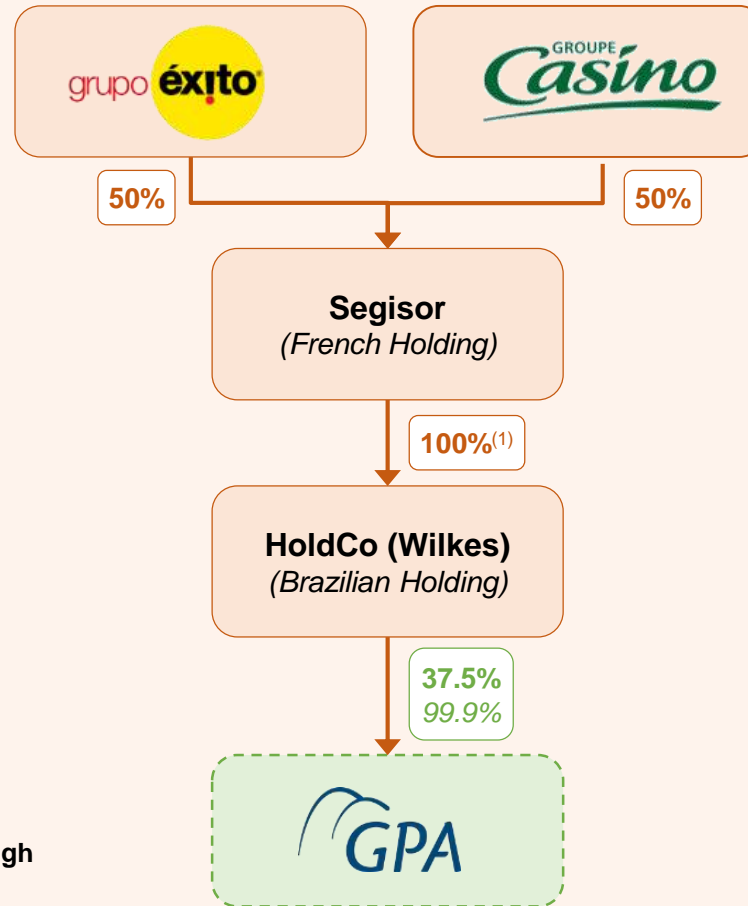 grupo éxito
GROUPE
Casino
50%
50%
Segisor
(French Holding)
100%(1)
HoldCo (Wilkes)
(Brazilian Holding)
37.5%
99.9%
GPA
gh